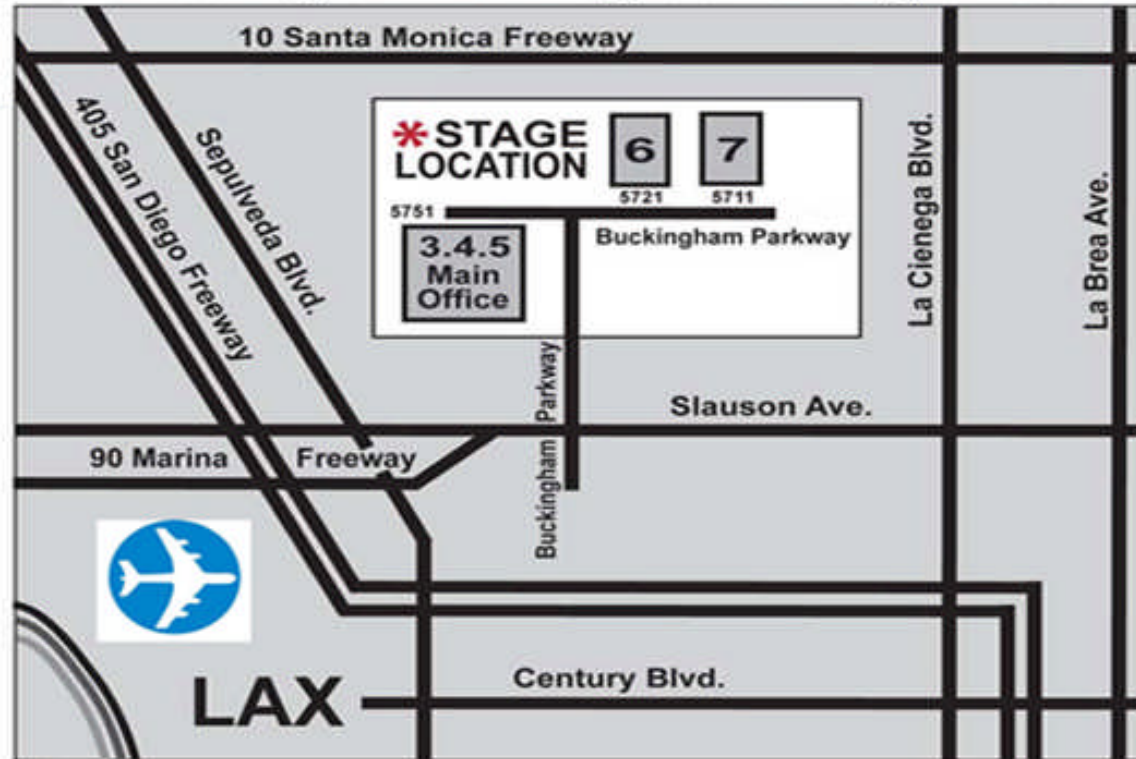 10 Santa Monica Freeway
405 San Diego Freeway
Sepulveda Blvd.
*STAGE
LOCATION
6
7
5721
5711
5751
Buckingham Parkway
3.4.5
Main
Office
La Cienega Blvd.
La Brea Ave.
Buckingham Parkway
Slauson Ave.
90 Marina Freeway
LAX
Century Blvd.